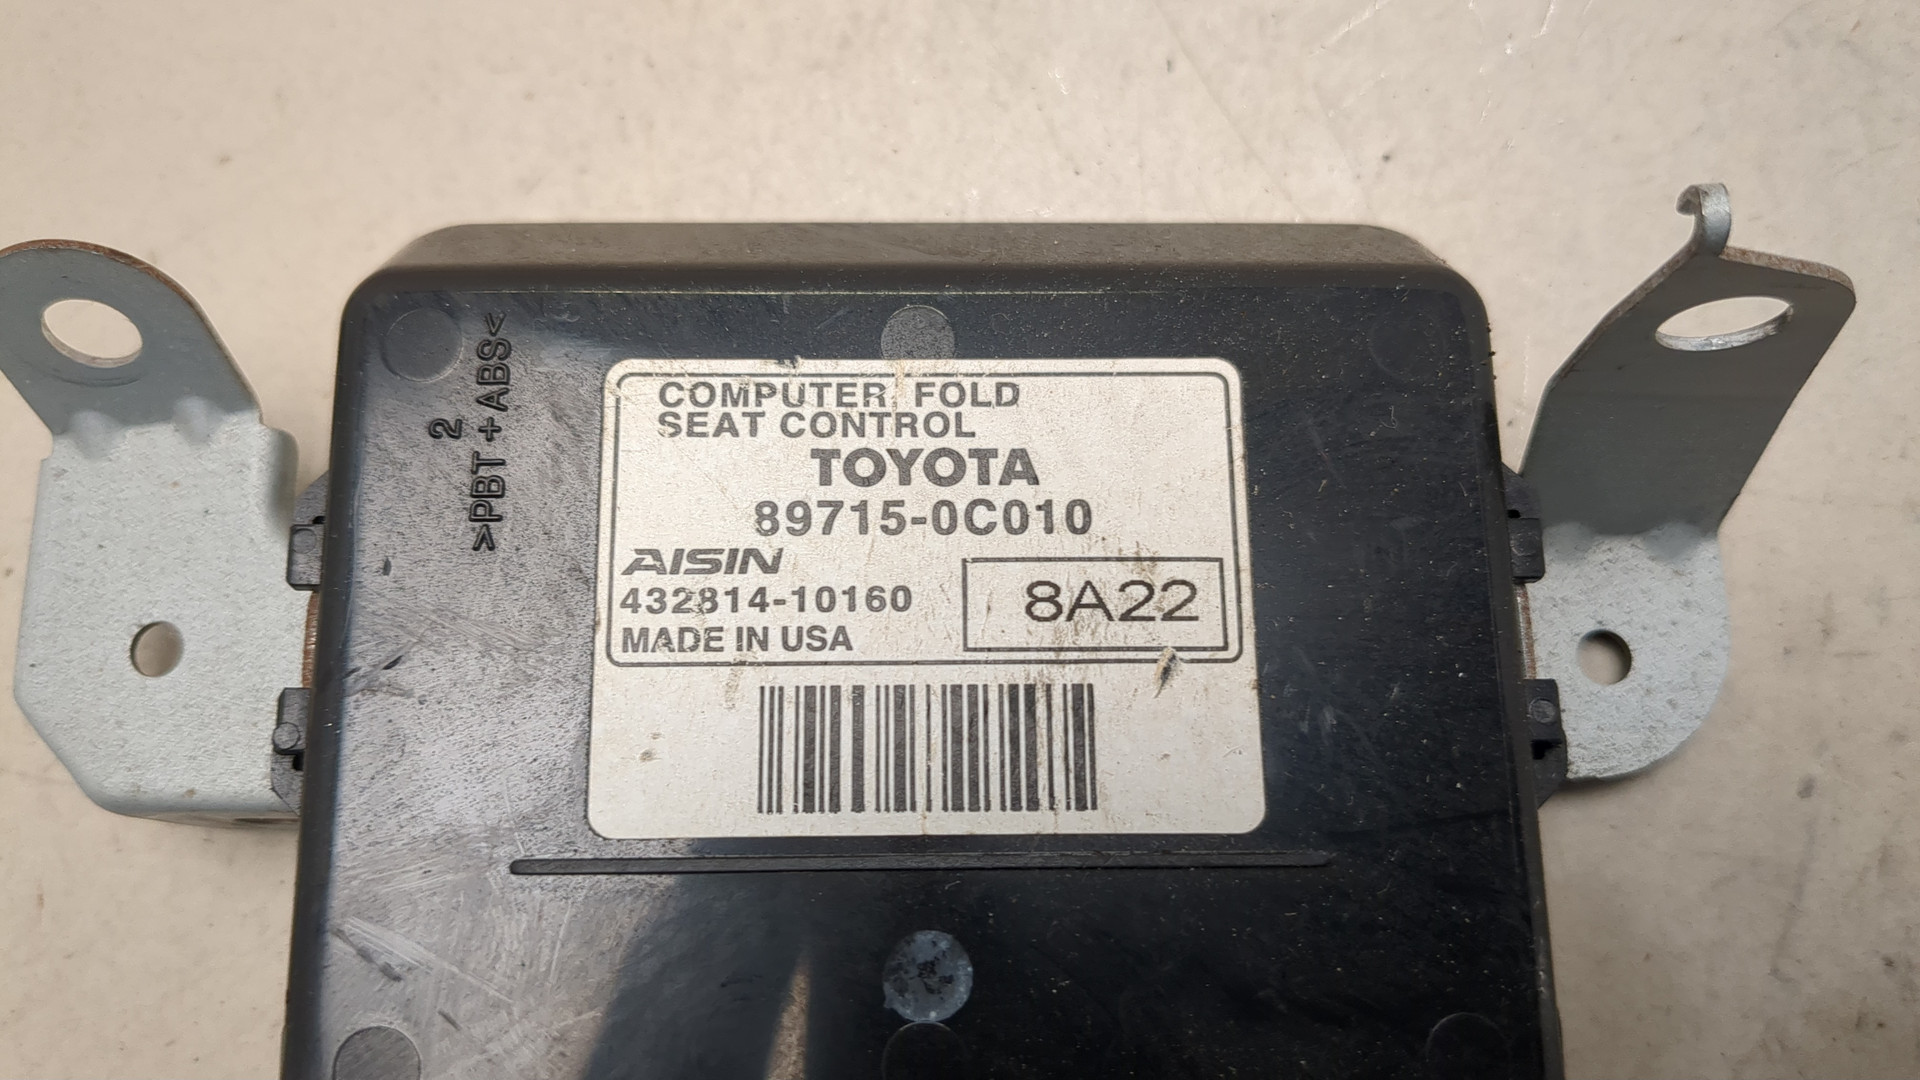 COMPUTER, FOLD
SEAT CONTROL
TOYOTA
89715-0C010
AISIN
432814-10160
8A22
MADE IN USA
2
>PBT+ABS<